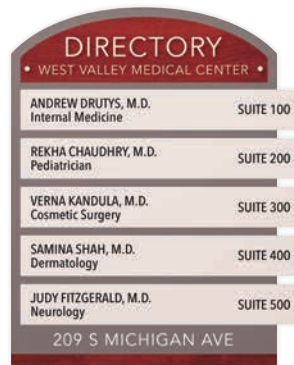 DIRECTORY
• WEST VALLEY MEDICAL CENTER •
ANDREW DRUTYS, M.D.
Internal Medicine
SUITE 100
REKHA CHAUDHRY, M.D.
Pediatrician
SUITE 200
VERNA KANDULA, M.D.
Cosmetic Surgery
SUITE 300
SAMINA SHAH, M.D.
Dermatology
SUITE 400
JUDY FITZGERALD, M.D.
Neurology
SUITE 500
209 S MICHIGAN AVE